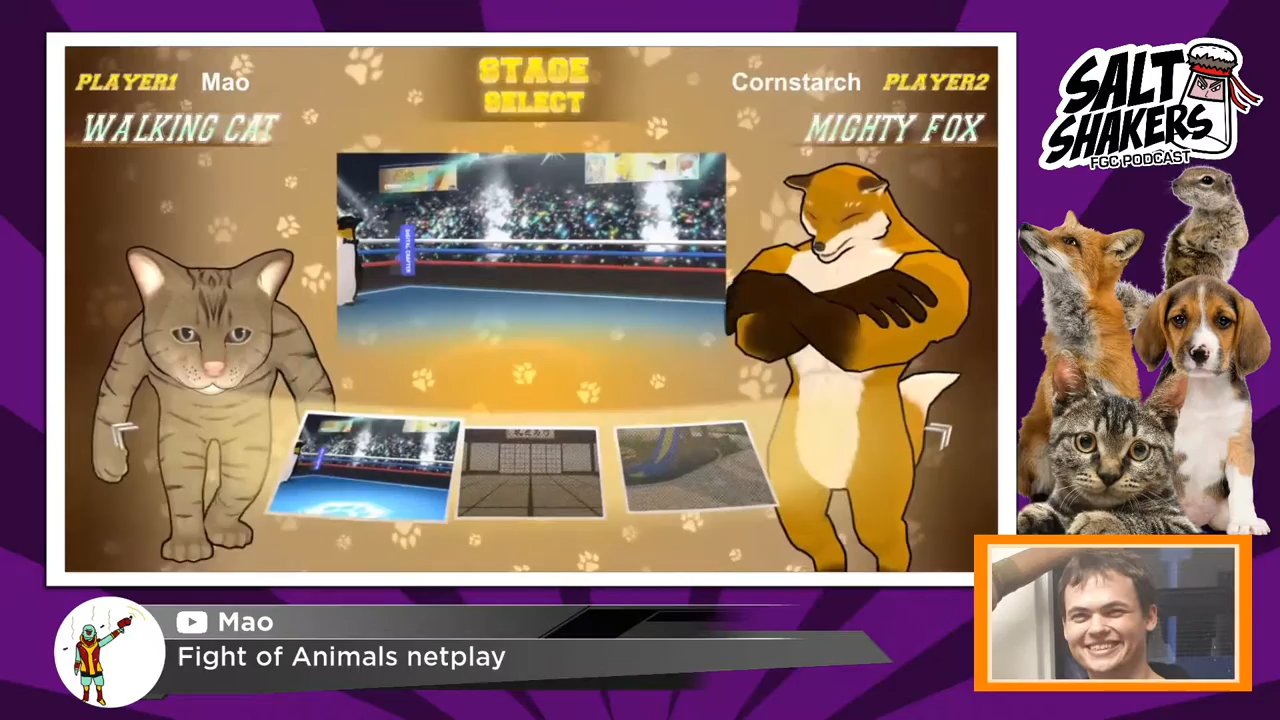 PLAYER1 Mao
WALKING CAT
STAGE
SELECT
Cornstarch PLAYER2
MIGHTY FOX
SALT
SHAKERS
FGC PODCAST
Mao
Fight of Animals netplay